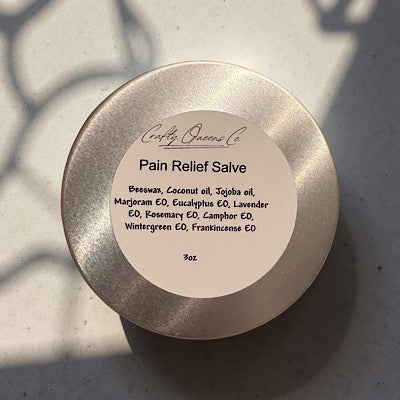 Crafty Queens Co.
Pain Relief Salve
Beeswax, Coconut oil, Jojoba oil,
Marjoram EO, Eucalyptus EO, Lavender
EO, Rosemary EO, Camphor EO,
Wintergreen EO, Frankincense EO
3oz